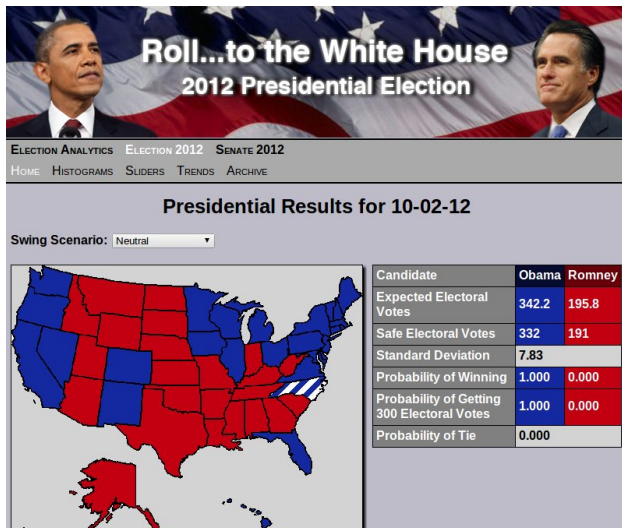 Roll...to the White House
2012 Presidential Election
Election Analytics Election 2012 Senate 2012
Home Histograms Sliders Trends Archive
Presidential Results for 10-02-12
Swing Scenario: Neutral
Candidate Obama Romney
Expected Electoral
Votes 342.2 195.8
Safe Electoral Votes 332 191
Standard Deviation 7.83
Probability of Winning 1.000 0.000
Probability of Getting
300 Electoral Votes 1.000 0.000
Probability of Tie 0.000